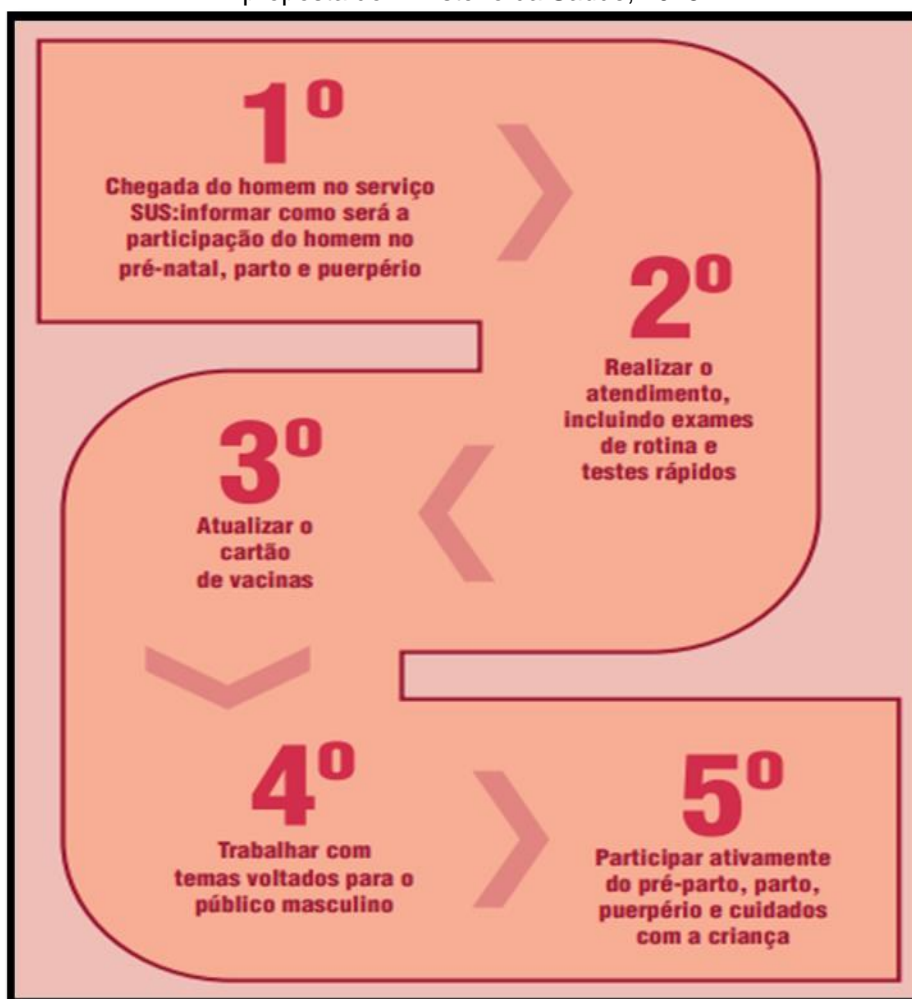 1º
Chegada do homem no serviço
SUS:informar como será a
participação do homem no
pré-natal, parto e puerpério
2º
Realizar o
atendimento,
incluindo exames
de rotina e
testes rápidos
3º
Atualizar o
cartão
de vacinas
4º
Trabalhar com
temas voltados para o
público masculino
5º
Participar ativamente
do pré-parto, parto,
puerpério e cuidados
com a criança